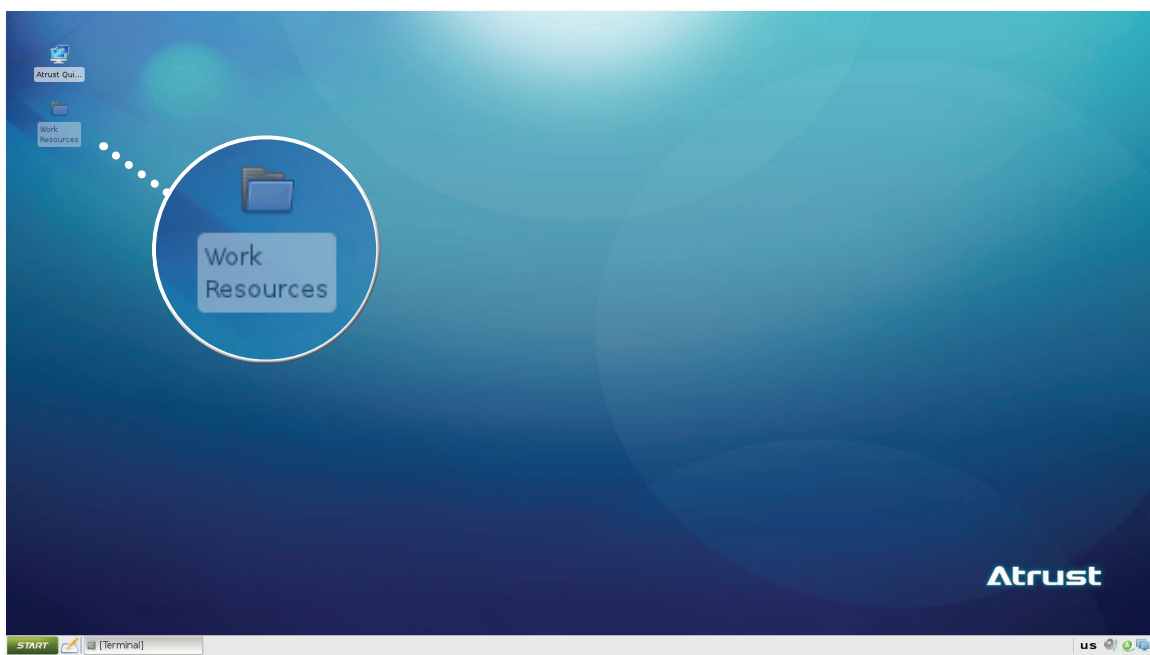 Atrust Qui...
Work
Resources
Work
Resources
Atrust
START
[Terminal]
us